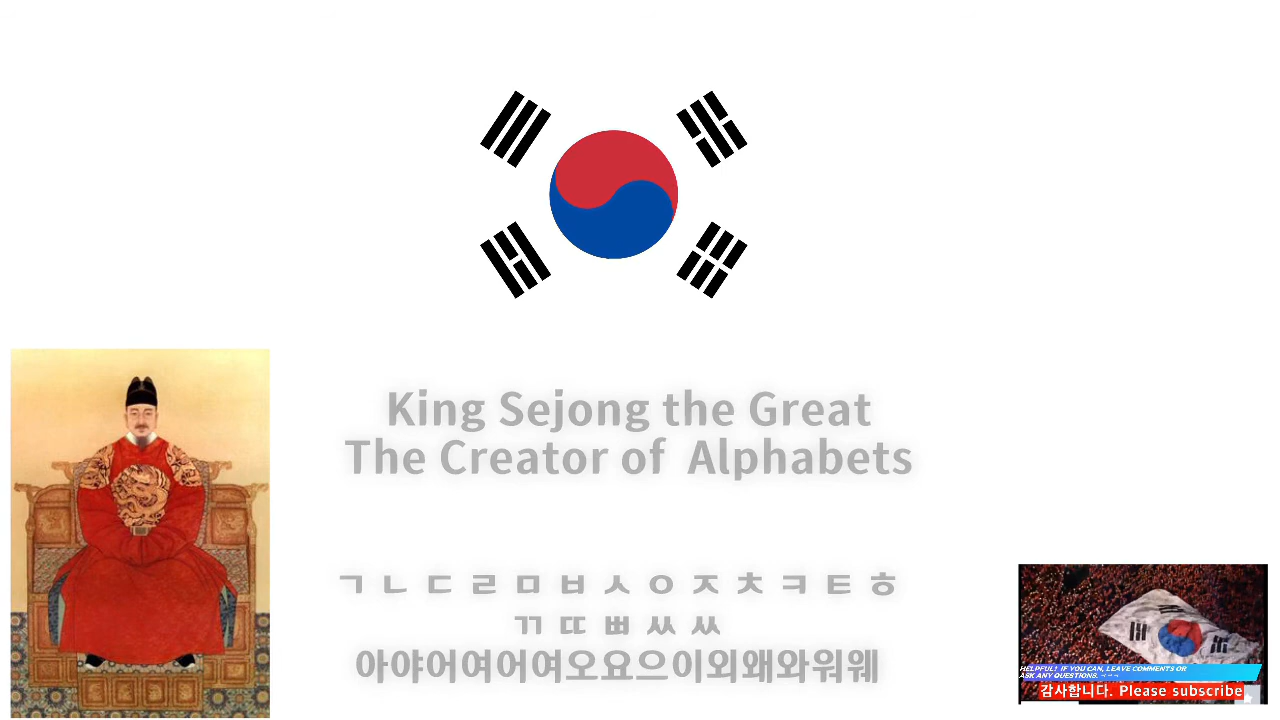 King Sejong the Great
The Creator of Alphabets
ㄱ ㄴ ㄷ ㄹ ㅁ ㅂ ㅅ ㅇ ㅈ ㅊ ㅋ ㅌ ㅎ
ㄲ ㄸ ㅃ ㅆ ㅆ
아야어여어여오요으이외왜와워웨
HELPFUL! IF YOU CAN, LEAVE COMMENTS OR
ASK ANY QUESTIONS.
감사합니다. Please subscribe